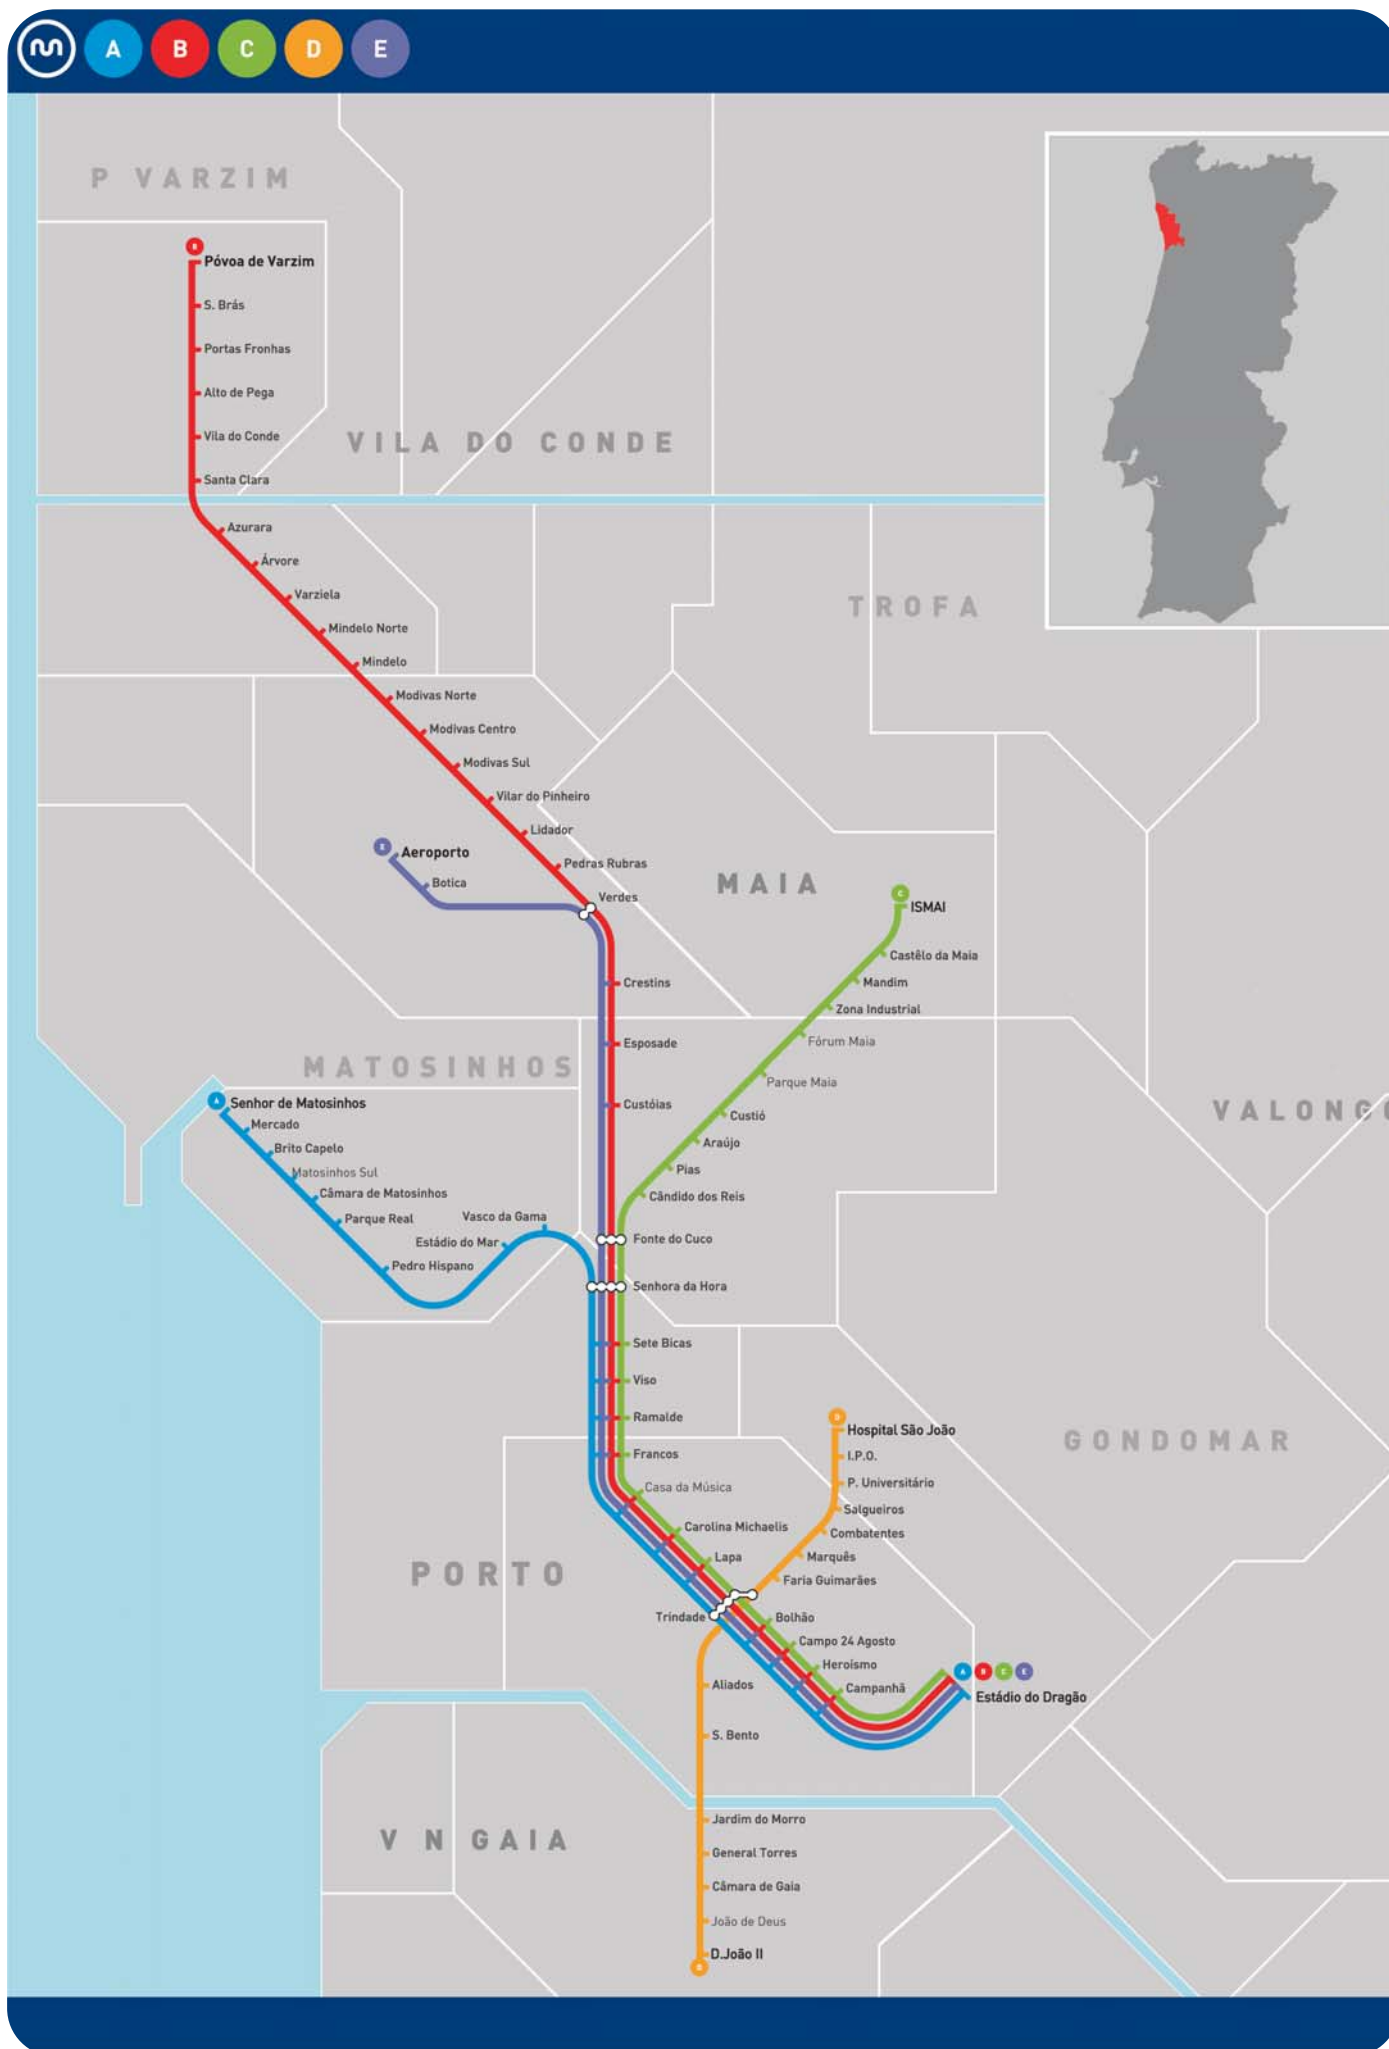 m A B C D E
P VARZIM
B
Póvoa de Varzim
S. Brás
Portas Fronhas
Alto de Pega
Vila do Conde
VILA DO CONDE
Santa Clara
Azurara
Árvore
Varziela
TROFA
Mindelo Norte
Mindelo
Modivas Norte
Modivas Centro
Modivas Sul
Vilar do Pinheiro
Lidador
E
Aeroporto
Pedras Rubras
Botica
MAIA
Verdes
C
ISMAI
Castêlo da Maia
Crestins
Mandim
Zona Industrial
Esposade
Fórum Maia
MATOSINHOS
Parque Maia
A
Senhor de Matosinhos
Custóias
VALONGO
Mercado
Custió
Brito Capelo
Araújo
Matosinhos Sul
Pias
Câmara de Matosinhos
Cândido dos Reis
Parque Real
Vasco da Gama
Estádio do Mar
Fonte do Cuco
Pedro Hispano
Senhora da Hora
Sete Bicas
Viso
Ramalde
D
Hospital São João
GONDOMAR
Francos
I.P.O.
Casa da Música
P. Universitário
Salgueiros
Carolina Michaelis
Combatentes
Lapa
Marquês
PORTO
Faria Guimarães
Trindade
Bolhão
Campo 24 Agosto
Heroísmo
A B C E
Aliados
Campanhã
Estádio do Dragão
S. Bento
Jardim do Morro
V N GAIA
General Torres
Câmara de Gaia
João de Deus
D.João II
D